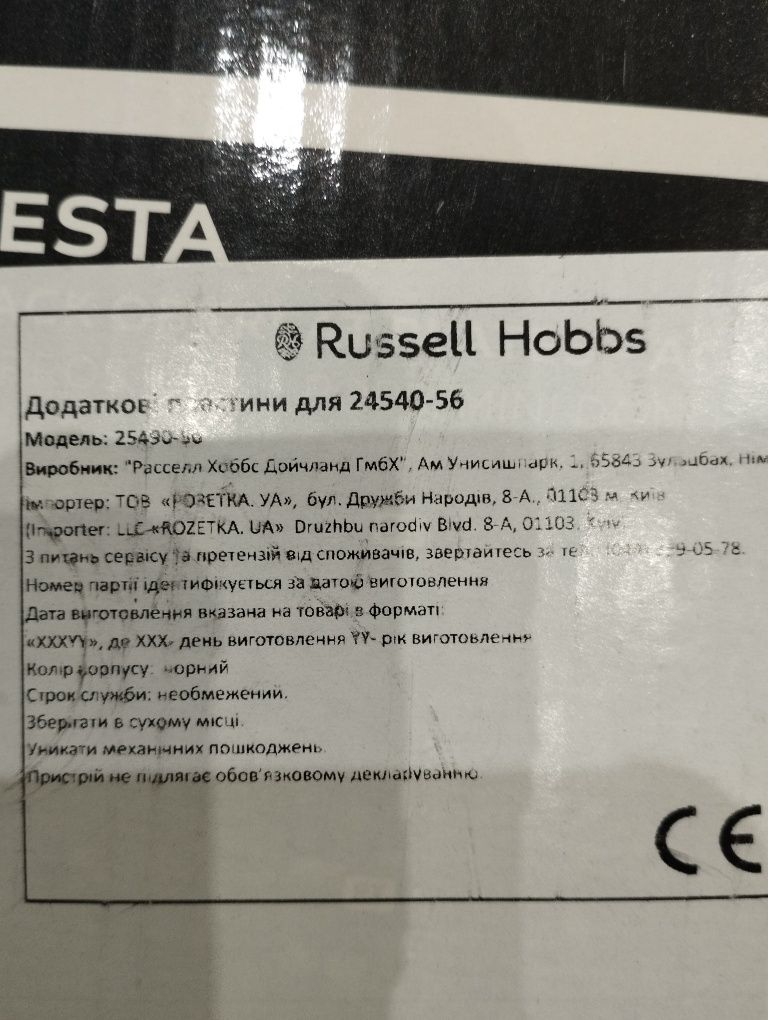 ESTA
Russell Hobbs
Додаткові пластини для 24540-56
Модель: 25490-56
Виробник: "Расселл Хоббс Дойчланд ГмбХ", Ам Унисишпарк, 1, 65843 Зульцбах, Нім
Імпортер: ТОВ «РОЗЕТКА. УА», бул. Дружби Народів, 8-А., 01103 м. Київ
(Importer: LLC «ROZETKA. UA» Druzhbu narodiv Blvd. 8-A, 01103, Kyiv
З питань сервісу та претензій від споживачів, звертайтесь за тел. 9-05-78.
Номер партії ідентифікується за датою виготовлення
Дата виготовлення вказана на товарі в форматі:
«XXXYY», де XXX- день виготовлення YY- рік виготовлення
Колір корпусу: чорний
Строк служби: необмежений.
Зберігати в сухому місці.
Уникати механічних пошкоджень.
Пристрій не підлягає обов'язковому декларуванню.
CE